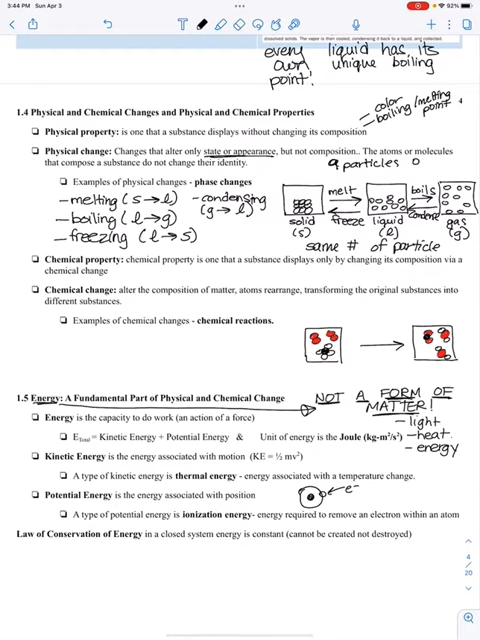 3:44 PM Sun Mar 3
92%
dissolved solids. The vapor is then cooled, condensing it back to a liquid, and collected.
every liquid has its
own unique boiling
point!
4
- color
- boiling/melting
point
1.4 Physical and Chemical Changes and Physical and Chemical Properties
Physical property: is one that a substance displays without changing its composition
Physical change: Changes that alter only state or appearance, but not composition.. The atoms or molecules
that compose a substance do not change their identity.
9 particles
Examples of physical changes - phase changes
- melting (s → l)
- boiling (l → g)
- freezing (l → s)
- condensing
(g → l)
melt
boils
freeze
condense
solid
(s)
liquid
(l)
gas
(g)
same # of particle
Chemical property: chemical property is one that a substance displays only by changing its composition via a
chemical change
Chemical change: alter the composition of matter, atoms rearrange, transforming the original substances into
different substances.
Examples of chemical changes - chemical reactions.
1.5 Energy: A Fundamental Part of Physical and Chemical Change
NOT A FORM OF
MATTER!
- light
- heat
- energy
Energy is the capacity to do work (an action of a force)
E Total = Kinetic Energy + Potential Energy & Unit of energy is the Joule (kg-m²/s²)
Kinetic Energy is the energy associated with motion (KE = ½ mv²)
A type of kinetic energy is thermal energy - energy associated with a temperature change.
Potential Energy is the energy associated with position
e-
A type of potential energy is ionization energy- energy required to remove an electron within an atom
Law of Conservation of Energy in a closed system energy is constant (cannot be created not destroyed)
4
/
20